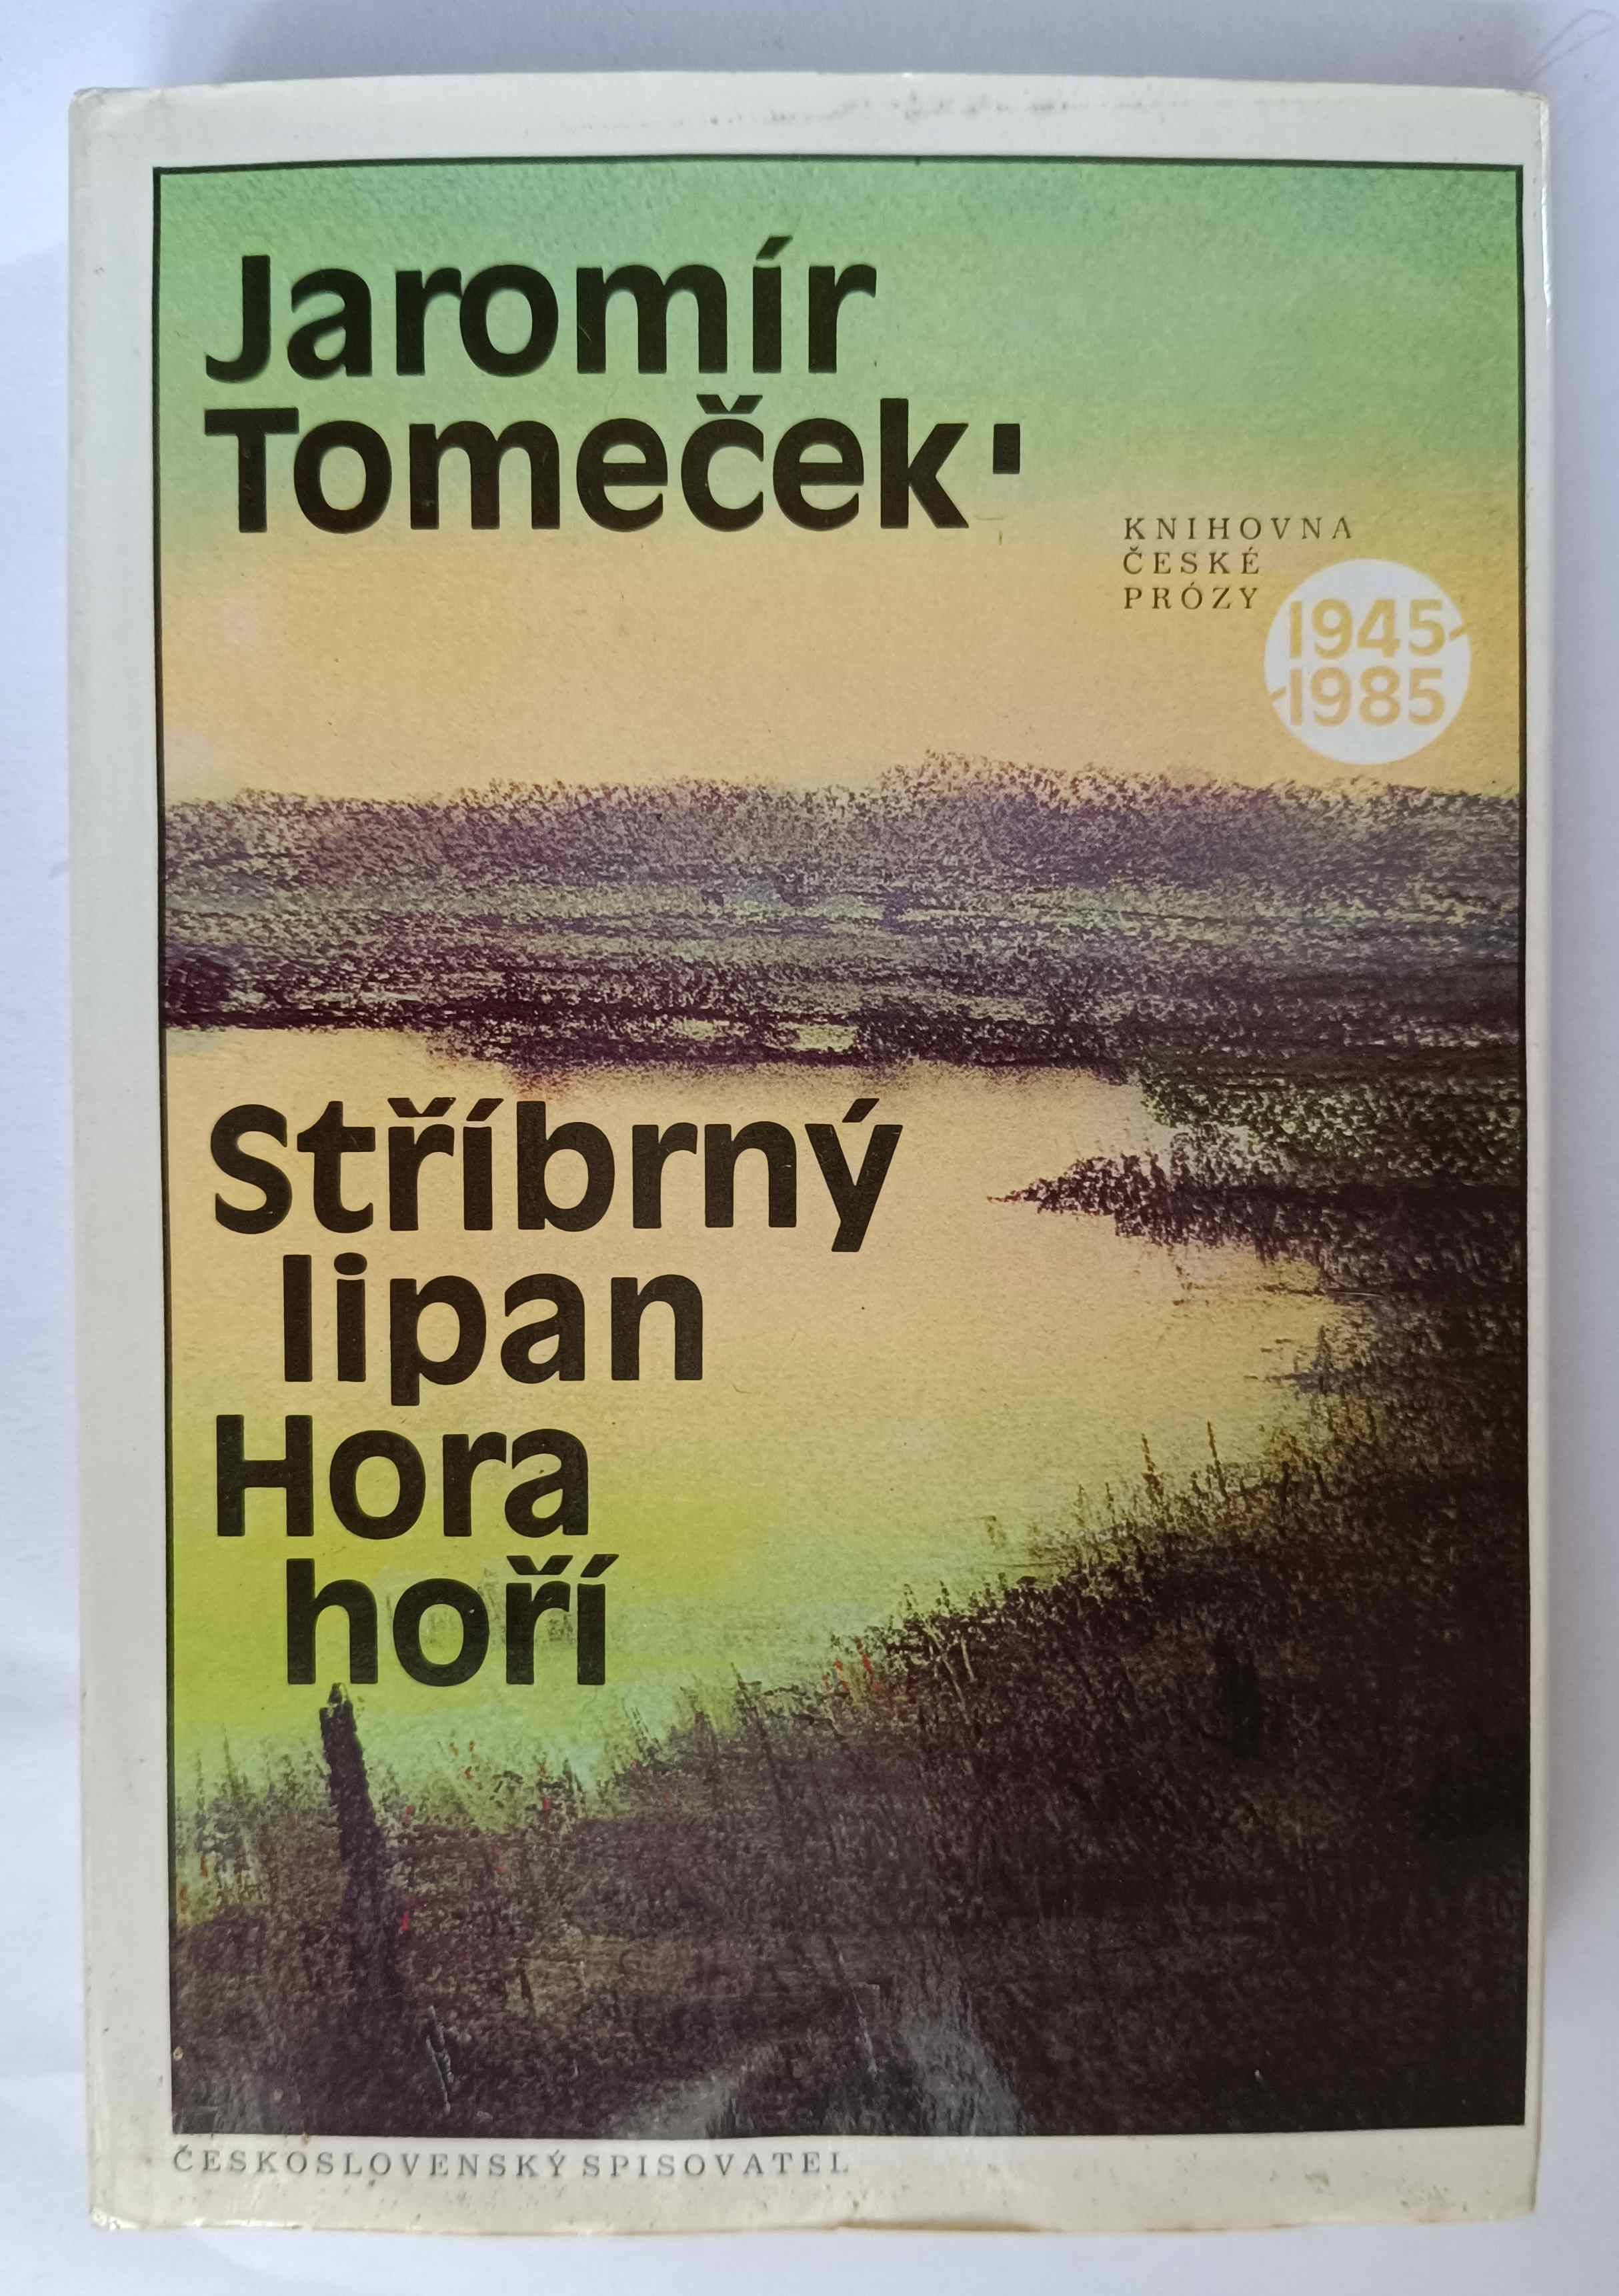 Jaromír
Tomeček
KNIHOVNA
ČESKÉ
PRÓZY
1945-
-1985
Stříbrný
lipan
Hora
hoří
ČESKOSLOVENSKÝ SPISOVATEL